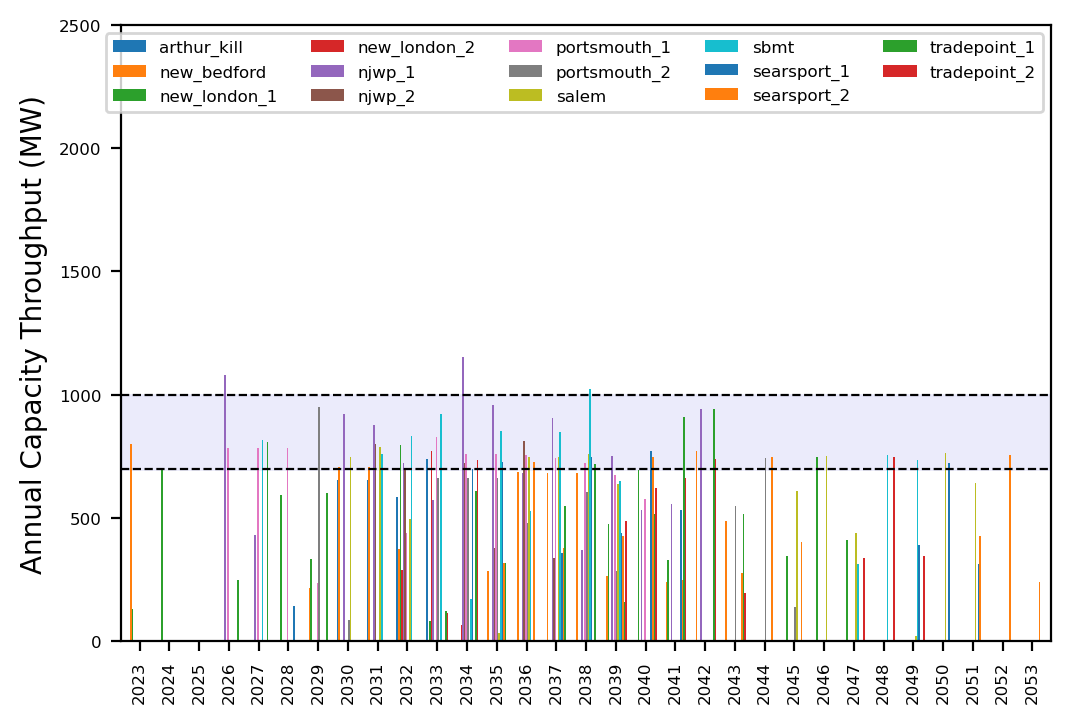 Annual Capacity Throughput (MW)
2500
2000
1500
1000
500
0
arthur_kill
new_bedford
new_london_1
new_london_2
njwp_1
njwp_2
portsmouth_1
portsmouth_2
salem
sbmt
searsport_1
searsport_2
tradepoint_1
tradepoint_2
2023
2024
2025
2026
2027
2028
2029
2030
2031
2032
2033
2034
2035
2036
2037
2038
2039
2040
2041
2042
2043
2044
2045
2046
2047
2048
2049
2050
2051
2052
2053